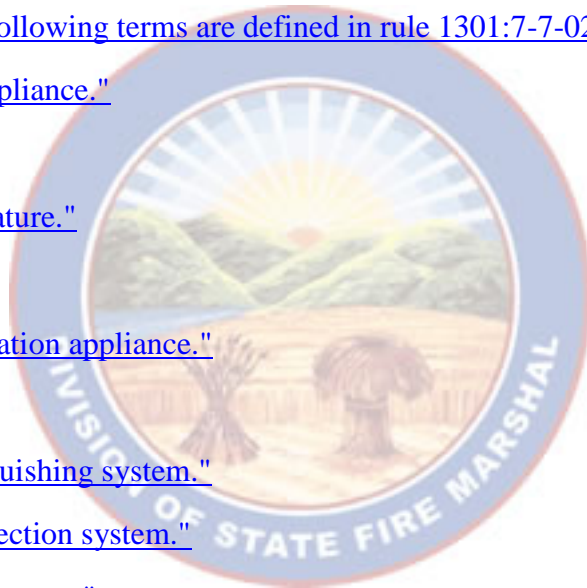 ollowing terms are defined in rule 1301:7-7-02
pliance."
ature."
ation appliance."
uishing system."
ection system."
DIVISION OF STATE FIRE MARSHAL